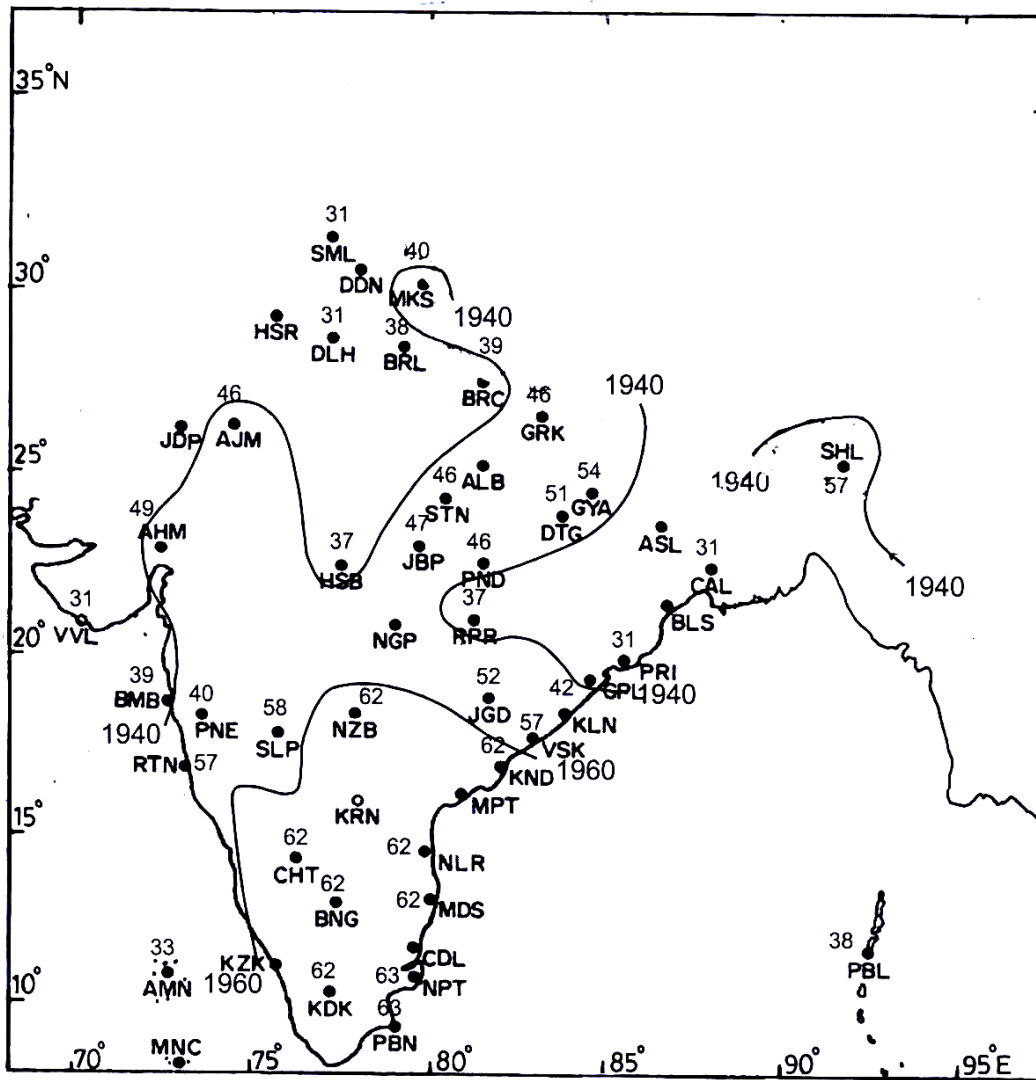 35°N
31
SML
40
30°
DDN
MKS
1940
HSR
31
DLH
38
BRL
39
BRC
1940
46
46
GRK
JDP
AJM
25°
SHL
ALB
1940
57
46
STN
54
GYA
51
DTG
49
AHM
47
JBP
ASL
37
HSB
46
PND
31
CAL
1940
31
VVL
37
RPR
BLS
20°
NGP
31
PRI
39
BMB
40
PNE
52
JGD
42
GPL
1940
62
NZB
58
SLP
KLN
1940
57
VSK
RTN
57
62
KND
1960
MPT
KRN
15°
62
CHT
62
NLR
62
BNG
62
MDS
33
AMN
KZK
1960
CDL
38
PBL
10°
62
KDK
63
NPT
63
PBN
MNC
70°
75°
80°
85°
90°
95°E